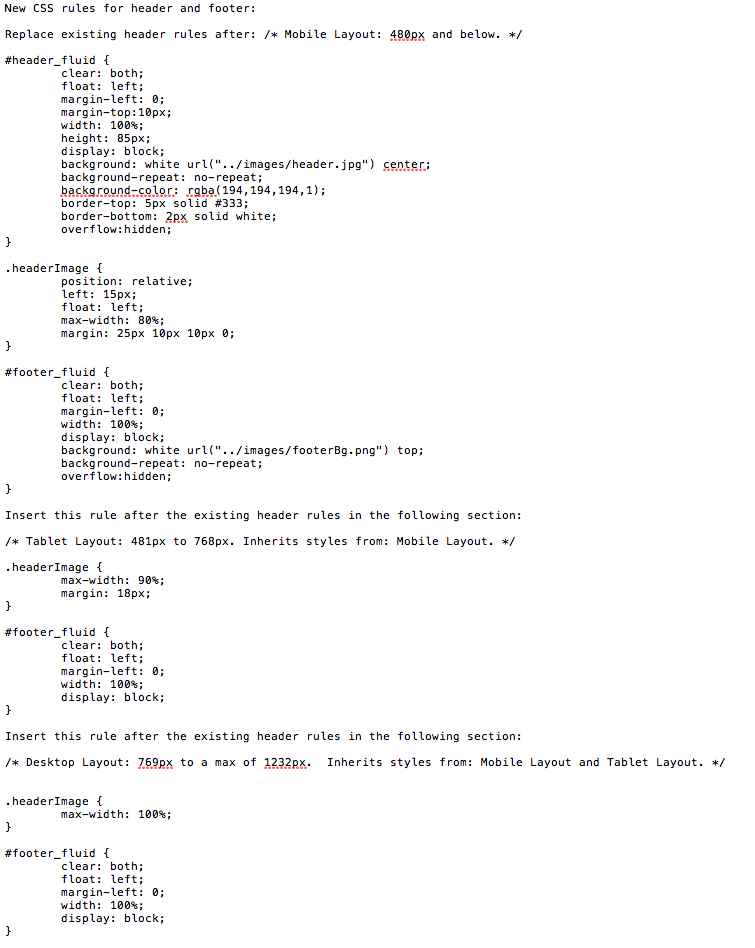 New CSS rules for header and footer:
Replace existing header rules after: /* Mobile Layout: 480px and below. */
#header_fluid {
clear: both;
float: left;
margin-left: 0;
margin-top:10px;
width: 100%;
height: 85px;
display: block;
background: white url("../images/header.jpg") center;
background-repeat: no-repeat;
background-color: rgba(194,194,194,1);
border-top: 5px solid #333;
border-bottom: 2px solid white;
overflow:hidden;
}
.headerImage {
position: relative;
left: 15px;
float: left;
max-width: 80%;
margin: 25px 10px 10px 0;
}
#footer_fluid {
clear: both;
float: left;
margin-left: 0;
width: 100%;
display: block;
background: white url("../images/footerBg.png") top;
background-repeat: no-repeat;
overflow:hidden;
}
Insert this rule after the existing header rules in the following section:
/* Tablet Layout: 481px to 768px. Inherits styles from: Mobile Layout. */
.headerImage {
max-width: 90%;
margin: 18px;
}
#footer_fluid {
clear: both;
float: left;
margin-left: 0;
width: 100%;
display: block;
}
Insert this rule after the existing header rules in the following section:
/* Desktop Layout: 769px to a max of 1232px.  Inherits styles from: Mobile Layout and Tablet Layout. */
.headerImage {
max-width: 100%;
}
#footer_fluid {
clear: both;
float: left;
margin-left: 0;
width: 100%;
display: block;
}